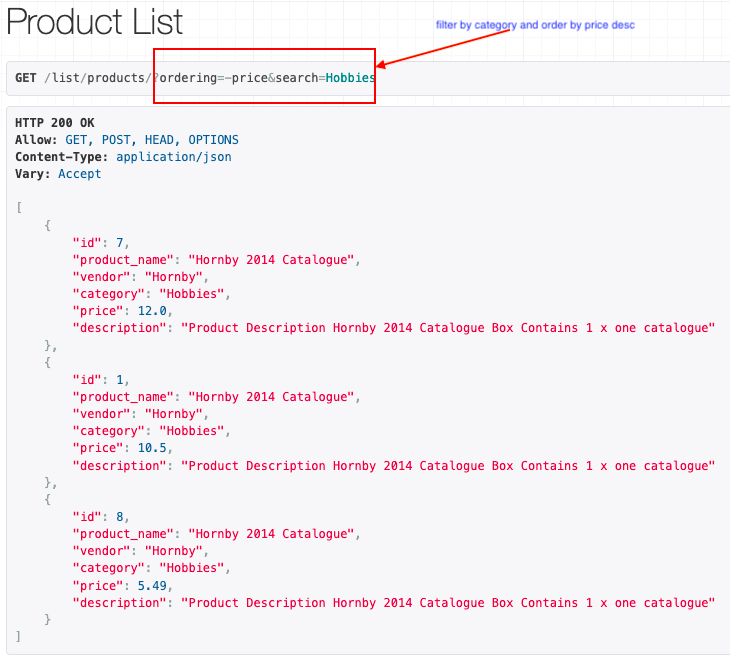 Product List
filter by category and order by price desc
GET /list/products/?ordering=-price&search=Hobbies
HTTP 200 OK
Allow: GET, POST, HEAD, OPTIONS
Content-Type: application/json
Vary: Accept
[
    {
        "id": 7,
        "product_name": "Hornby 2014 Catalogue",
        "vendor": "Hornby",
        "category": "Hobbies",
        "price": 12.0,
        "description": "Product Description Hornby 2014 Catalogue Box Contains 1 x one catalogue"
    },
    {
        "id": 1,
        "product_name": "Hornby 2014 Catalogue",
        "vendor": "Hornby",
        "category": "Hobbies",
        "price": 10.5,
        "description": "Product Description Hornby 2014 Catalogue Box Contains 1 x one catalogue"
    },
    {
        "id": 8,
        "product_name": "Hornby 2014 Catalogue",
        "vendor": "Hornby",
        "category": "Hobbies",
        "price": 5.49,
        "description": "Product Description Hornby 2014 Catalogue Box Contains 1 x one catalogue"
    }
]